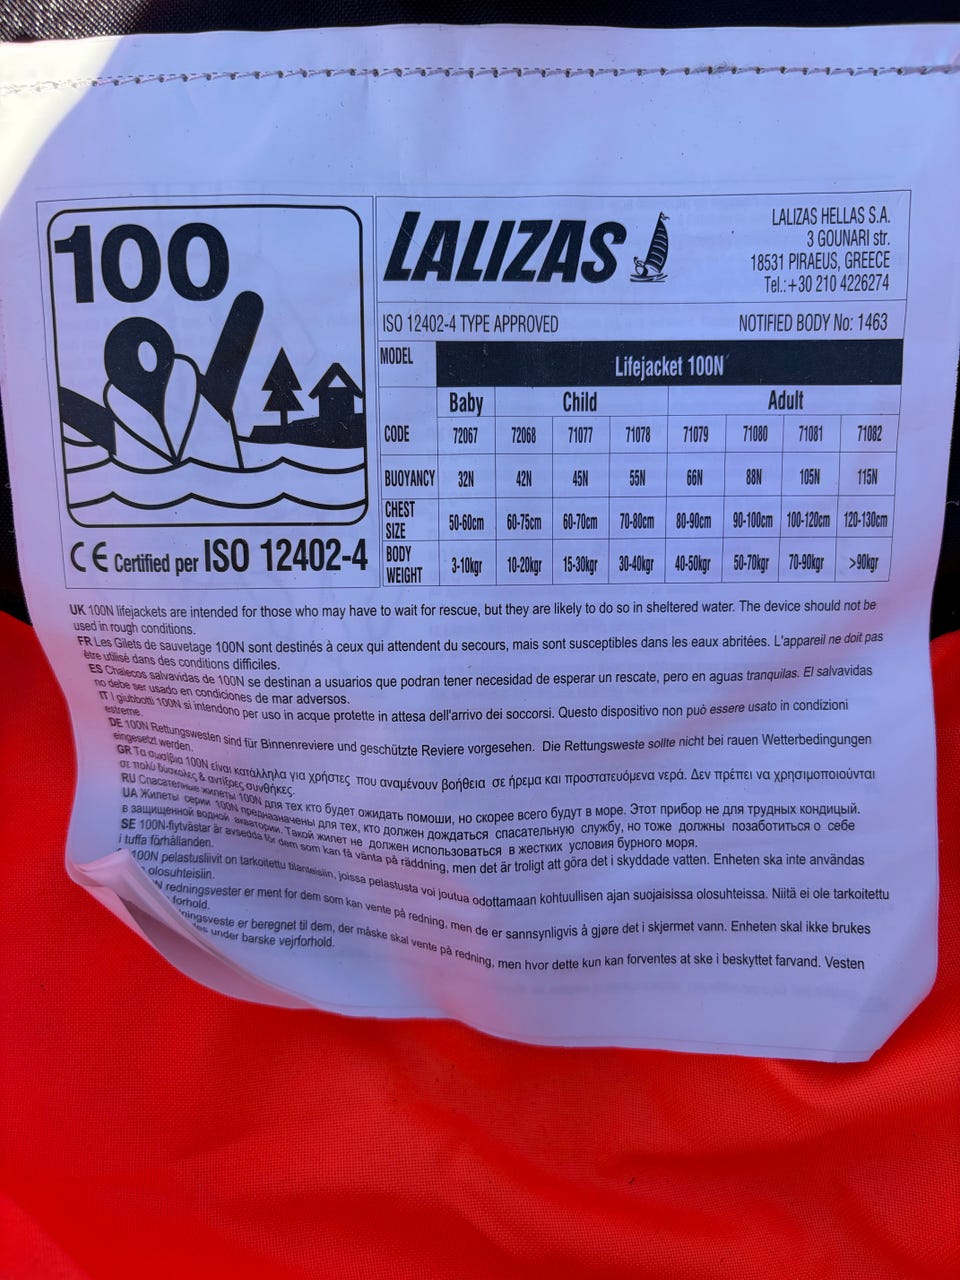 100
CE Certified per ISO 12402-4
LALIZAS
LALIZAS HELLAS S.A.
3 GOUNARI str.
18531 PIRAEUS, GREECE
Tel.:+30 210 4226274
ISO 12402-4 TYPE APPROVED NOTIFIED BODY No: 1463
MODEL Lifejacket 100N
Baby Child Adult
CODE 72067 72068 71077 71078 71079 71080 71081 71082
BUOYANCY 32N 42N 45N 55N 66N 88N 105N 115N
CHEST SIZE 50-60cm 60-75cm 60-70cm 70-80cm 80-90cm 90-100cm 100-120cm 120-130cm
BODY WEIGHT 3-10kgr 10-20kgr 15-30kgr 30-40kgr 40-50kgr 50-70kgr 70-90kgr >90kgr
UK 100N lifejackets are intended for those who may have to wait for rescue, but they are likely to do so in sheltered water. The device should not be
used in rough conditions.
FR Les Gilets de sauvetage 100N sont destinés à ceux qui attendent du secours, mais sont susceptibles dans les eaux abritées. L'appareil ne doit pas
être utilisé dans des conditions difficiles.
ES Chalecos salvavidas de 100N se destinan a usuarios que podran tener necesidad de esperar un rescate, pero en aguas tranquilas. El salvavidas
no debe ser usado en condiciones de mar adversos.
IT I giubbotti 100N si intendono per uso in acque protette in attesa dell'arrivo dei soccorsi. Questo dispositivo non può essere usato in condizioni
estreme.
DE 100N Rettungswesten sind für Binnenreviere und geschützte Reviere vorgesehen. Die Rettungsweste sollte nicht bei rauen Wetterbedingungen
eingesetzt werden.
GR Τα σωσίβια 100N είναι κατάλληλα για χρήστες που αναμένουν βοήθεια σε ήρεμα και προστατευόμενα νερά. Δεν πρέπει να χρησιμοποιούνται
σε πολύ δύσκολες & αντίξοες συνθήκες.
RU Спасательные жилеты 100N для тех кто будет ожидать помощи, но скорее всего будут в море. Этот прибор не для трудных кондиций.
UA Жилеты серии 100N предназначены для тех, кто должен дождаться спасательную службу, но тоже должны позаботиться о себе
в защищенной водной акватории. Такой жилет не должен использоваться в жестких условия бурного моря.
SE 100N-flytvästar är avsedda för dem som kan få vänta på räddning, men det är troligt att göra det i skyddade vatten. Enheten ska inte användas
i tuffa förhållanden.
100N pelastusliivit on tarkoitettu tilanteisiin, joissa pelastusta voi joutua odottamaan kohtuullisen ajan suojaisissa olosuhteissa. Niitä ei ole tarkoitettu
olosuhteisiin.
redningsvester er ment for dem som kan vente på redning, men de er sannsynligvis å gjøre det i skjermet vann. Enheten skal ikke brukes
forhold.
er beregnet til dem, der måske skal vente på redning, men hvor dette kun kan forventes at ske i beskyttet farvand. Vesten
under barske vejrforhold.